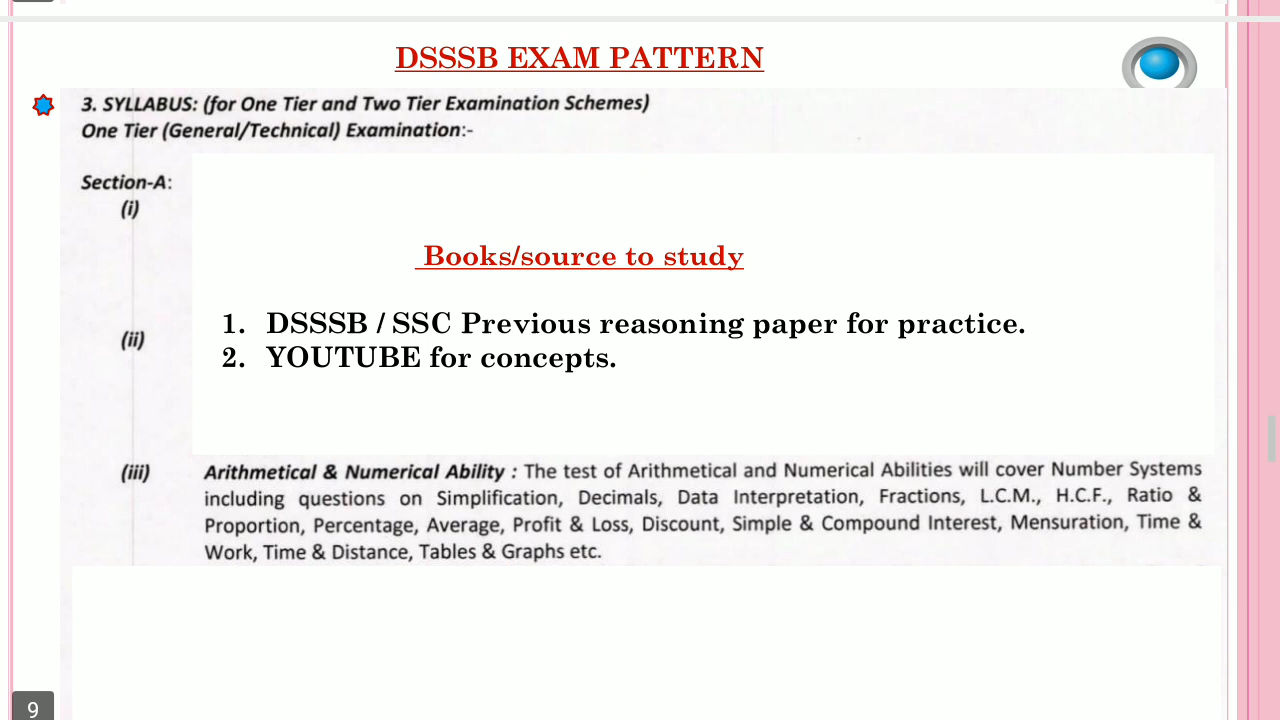 DSSSB EXAM PATTERN
3. SYLLABUS: (for One Tier and Two Tier Examination Schemes)
One Tier (General/Technical) Examination:-
Section-A:
(i)
Books/source to study
1. DSSSB / SSC Previous reasoning paper for practice.
(ii)
2. YOUTUBE for concepts.
(iii) Arithmetical & Numerical Ability : The test of Arithmetical and Numerical Abilities will cover Number Systems
including questions on Simplification, Decimals, Data Interpretation, Fractions, L.C.M., H.C.F., Ratio &
Proportion, Percentage, Average, Profit & Loss, Discount, Simple & Compound Interest, Mensuration, Time &
Work, Time & Distance, Tables & Graphs etc.
9